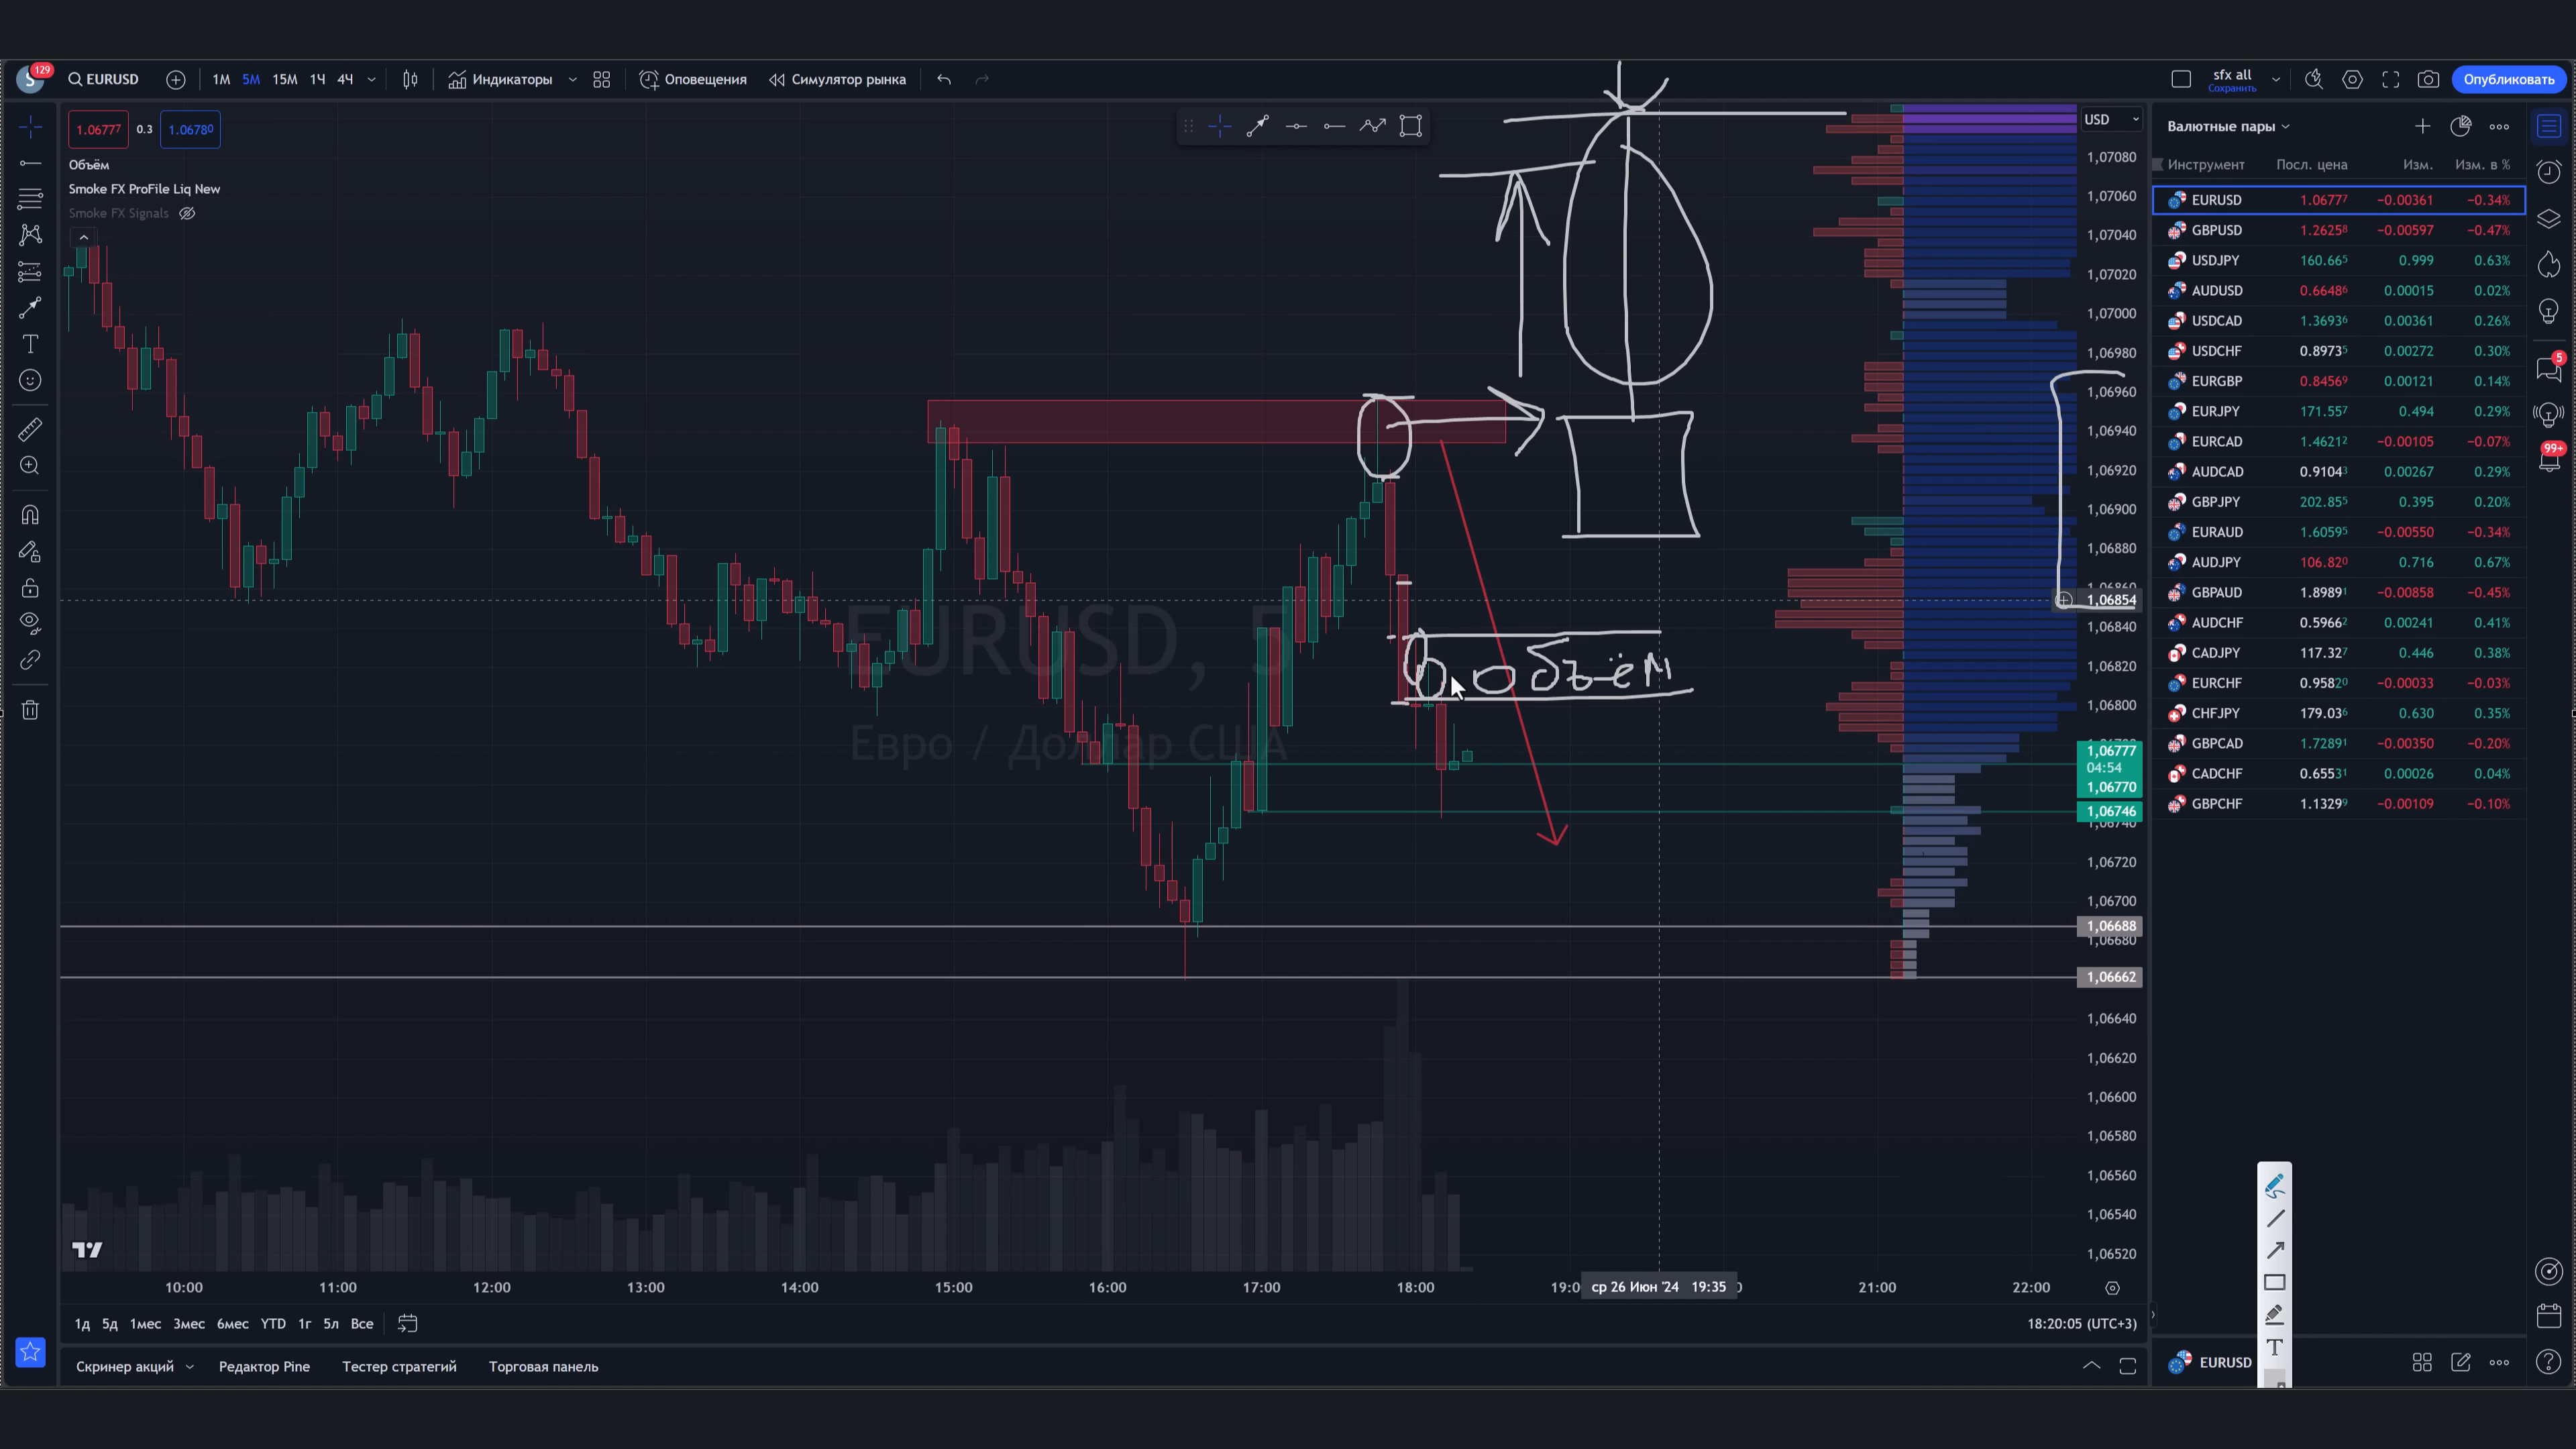 129
EURUSD 1М 5М 15М 1Ч 4Ч Индикаторы Оповещения Симулятор рынка sfx all Сохранить Опубликовать
1.06777 0.3 1.06780
Объём
Smoke FX ProFile Liq New
Smoke FX Signals
EURUSD, 5
Евро / Доллар США
объём
USD
1,07080
1,07060
1,07040
1,07020
1,07000
1,06980
1,06960
1,06940
1,06920
1,06900
1,06880
1,06860
1,06854
1,06840
1,06820
1,06800
1,06777
04:54
1,06770
1,06746
1,06740
1,06720
1,06700
1,06688
1,06680
1,06662
1,06640
1,06620
1,06600
1,06580
1,06560
1,06540
1,06520
10:00 11:00 12:00 13:00 14:00 15:00 16:00 17:00 18:00 19:0 ср 26 Июн '24 19:35 21:00 22:00
1д 5д 1мес 3мес 6мес YTD 1г 5л Все 18:20:05 (UTC+3)
Скринер акций Редактор Pine Тестер стратегий Торговая панель
Валютные пары
Инструмент Посл. цена Изм. Изм. в %
EURUSD 1.06777 −0.00361 −0.34%
GBPUSD 1.26258 −0.00597 −0.47%
USDJPY 160.665 0.999 0.63%
AUDUSD 0.66486 0.00015 0.02%
USDCAD 1.36936 0.00361 0.26%
USDCHF 0.89735 0.00272 0.30%
EURGBP 0.84569 0.00121 0.14%
EURJPY 171.557 0.494 0.29%
EURCAD 1.46212 −0.00105 −0.07%
AUDCAD 0.91043 0.00267 0.29%
GBPJPY 202.855 0.395 0.20%
EURAUD 1.60595 −0.00550 −0.34%
AUDJPY 106.820 0.716 0.67%
GBPAUD 1.89891 −0.00858 −0.45%
AUDCHF 0.59662 0.00241 0.41%
CADJPY 117.327 0.446 0.38%
EURCHF 0.95820 −0.00033 −0.03%
CHFJPY 179.036 0.630 0.35%
GBPCAD 1.72891 −0.00350 −0.20%
CADCHF 0.65531 0.00026 0.04%
GBPCHF 1.13299 −0.00109 −0.10%
EURUSD
5
99+